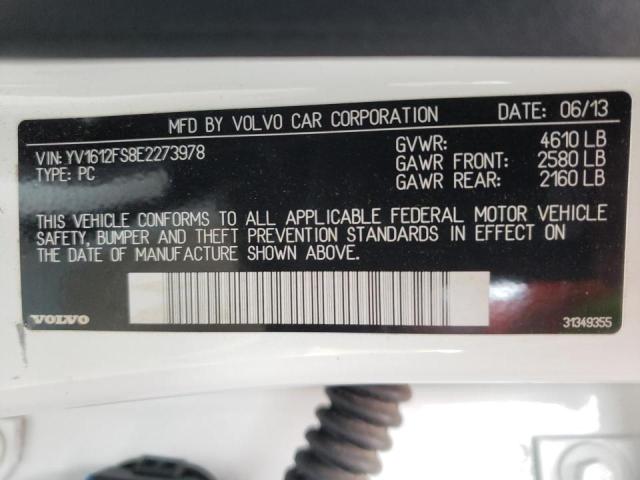 MFD BY VOLVO CAR CORPORATION DATE: 06/13
VIN: YV1612FS8E2273978 GVWR: 4610 LB
TYPE: PC GAWR FRONT: 2580 LB
GAWR REAR: 2160 LB
THIS VEHICLE CONFORMS TO ALL APPLICABLE FEDERAL MOTOR VEHICLE
SAFETY, BUMPER AND THEFT PREVENTION STANDARDS IN EFFECT ON
THE DATE OF MANUFACTURE SHOWN ABOVE.
VOLVO 31349355